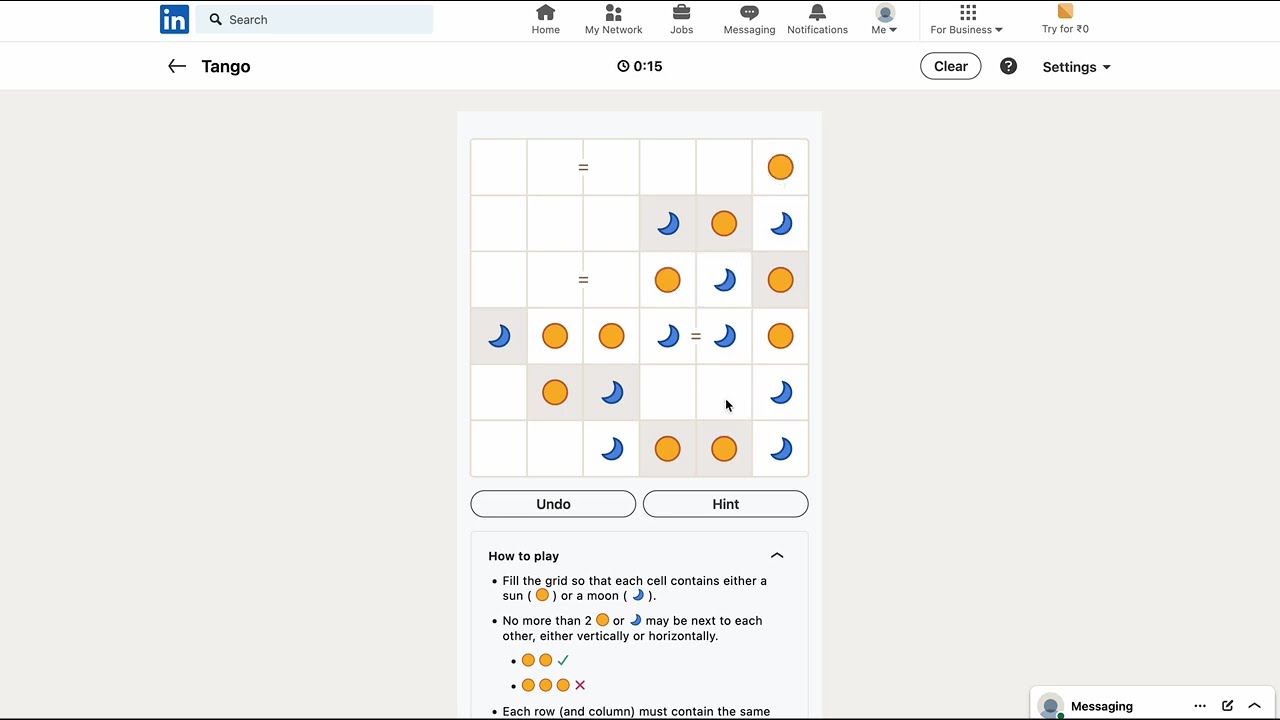 in
Search
Home
My Network
Jobs
Messaging
Notifications
Me
For Business
Try for ₹0
Tango
0:15
Clear
?
Settings
=
=
=
Undo
Hint
How to play
• Fill the grid so that each cell contains either a
sun ( ) or a moon ( ).
• No more than 2 or may be next to each
other, either vertically or horizontally.
• Each row (and column) must contain the same
Messaging